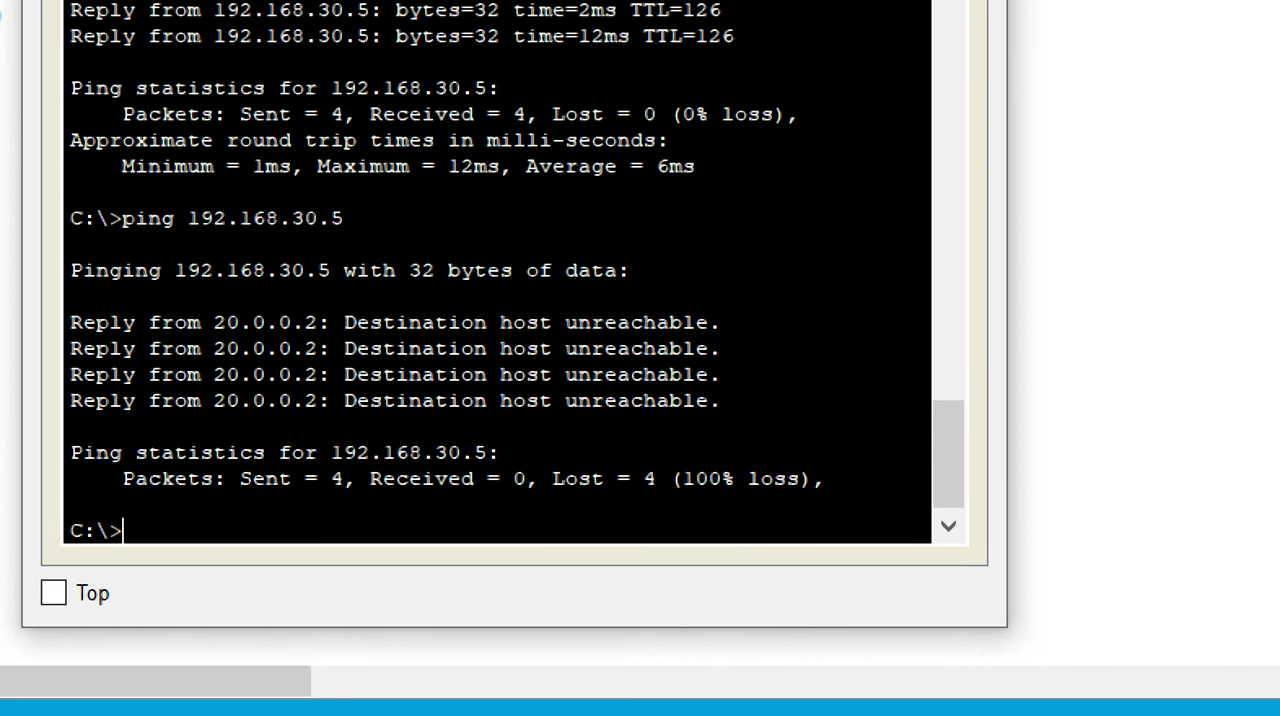 Reply from 192.168.30.5: bytes=32 time=2ms TTL=126
Reply from 192.168.30.5: bytes=32 time=12ms TTL=126
Ping statistics for 192.168.30.5:
    Packets: Sent = 4, Received = 4, Lost = 0 (0% loss),
Approximate round trip times in milli-seconds:
    Minimum = 1ms, Maximum = 12ms, Average = 6ms
C:\>ping 192.168.30.5
Pinging 192.168.30.5 with 32 bytes of data:
Reply from 20.0.0.2: Destination host unreachable.
Reply from 20.0.0.2: Destination host unreachable.
Reply from 20.0.0.2: Destination host unreachable.
Reply from 20.0.0.2: Destination host unreachable.
Ping statistics for 192.168.30.5:
    Packets: Sent = 4, Received = 0, Lost = 4 (100% loss),
C:\>
Top